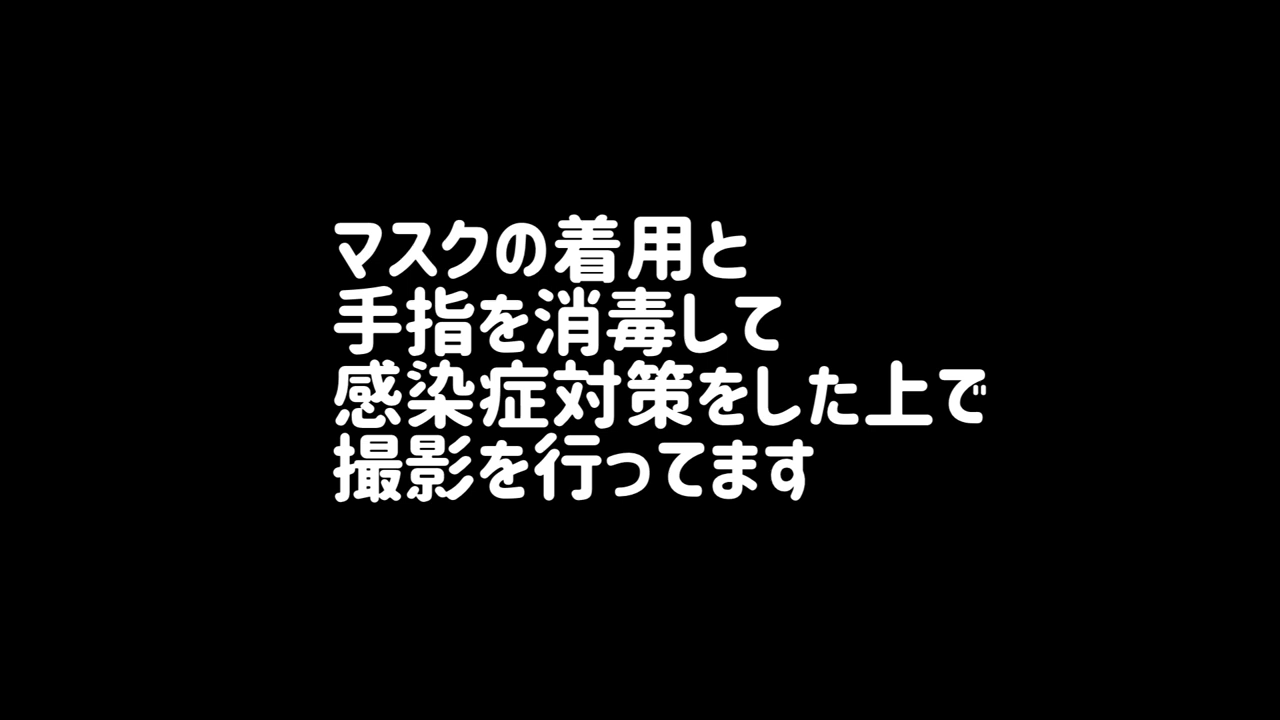 マスクの着用と
手指を消毒して
感染症対策をした上で
撮影を行ってます